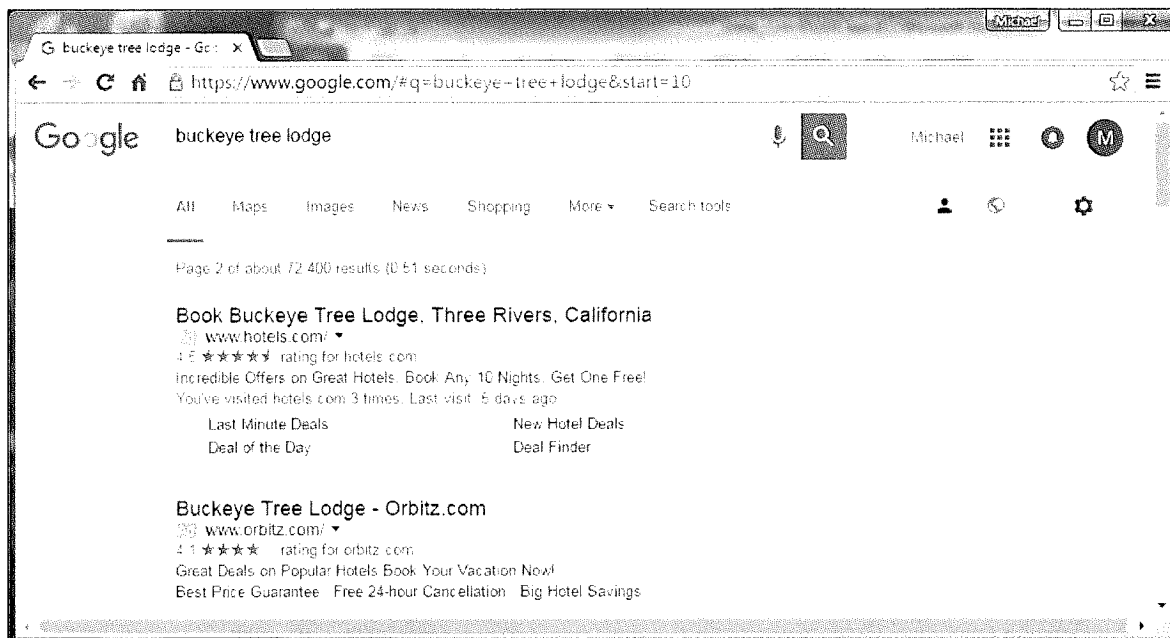 Michael
G buckeye tree lodge - Go
https://www.google.com/#q=buckeye+tree+lodge&start=10
Google buckeye tree lodge Michael M
All Maps Images News Shopping More Search tools
Page 2 of about 72,400 results (0.51 seconds)
Book Buckeye Tree Lodge, Three Rivers, California
www.hotels.com/
4.5 rating for hotels.com
Incredible Offers on Great Hotels. Book Any 10 Nights, Get One Free!
You've visited hotels.com 3 times. Last visit: 5 days ago
Last Minute Deals New Hotel Deals
Deal of the Day Deal Finder
Buckeye Tree Lodge - Orbitz.com
www.orbitz.com/
4.1 rating for orbitz.com
Great Deals on Popular Hotels Book Your Vacation Now!
Best Price Guarantee Free 24-hour Cancellation Big Hotel Savings